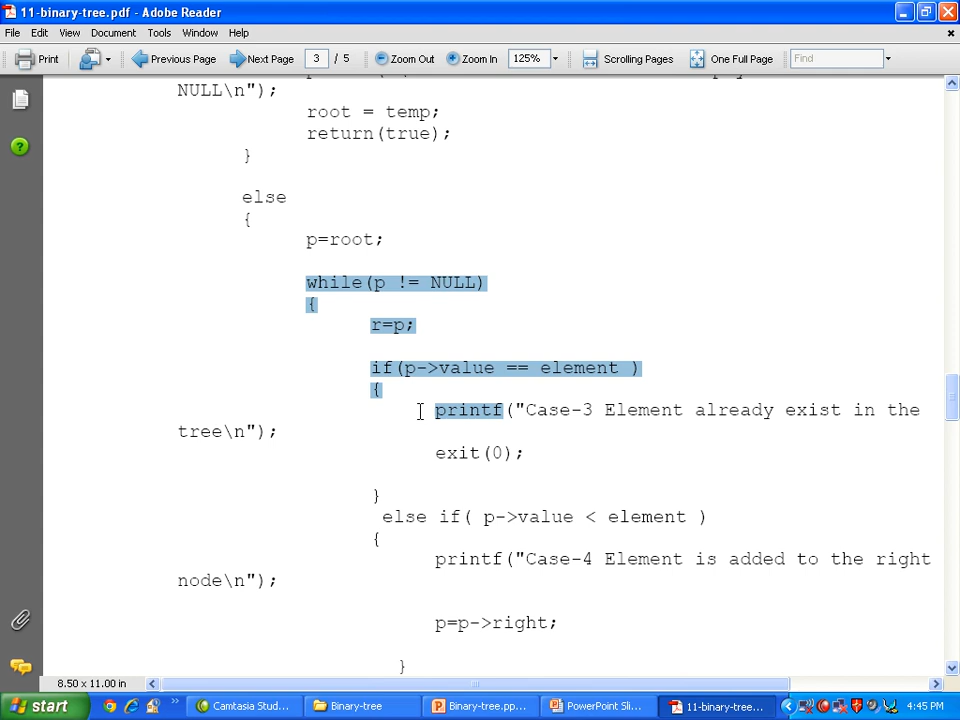 11-binary-tree.pdf - Adobe Reader
File Edit View Document Tools Window Help
Print Previous Page Next Page 3 / 5 Zoom Out Zoom In 125% Scrolling Pages One Full Page Find
NULL\n");
root = temp;
return(true);
}
else
{
p=root;
while(p != NULL)
{
r=p;
if(p->value == element )
{
printf("Case-3 Element already exist in the
tree\n");
exit(0);
}
else if( p->value < element )
{
printf("Case-4 Element is added to the right
node\n");
p=p->right;
}
8.50 x 11.00 in
start Camtasia Stud... Binary-tree Binary-tree.pp... PowerPoint Sli... 11-binary-tree... 4:45 PM